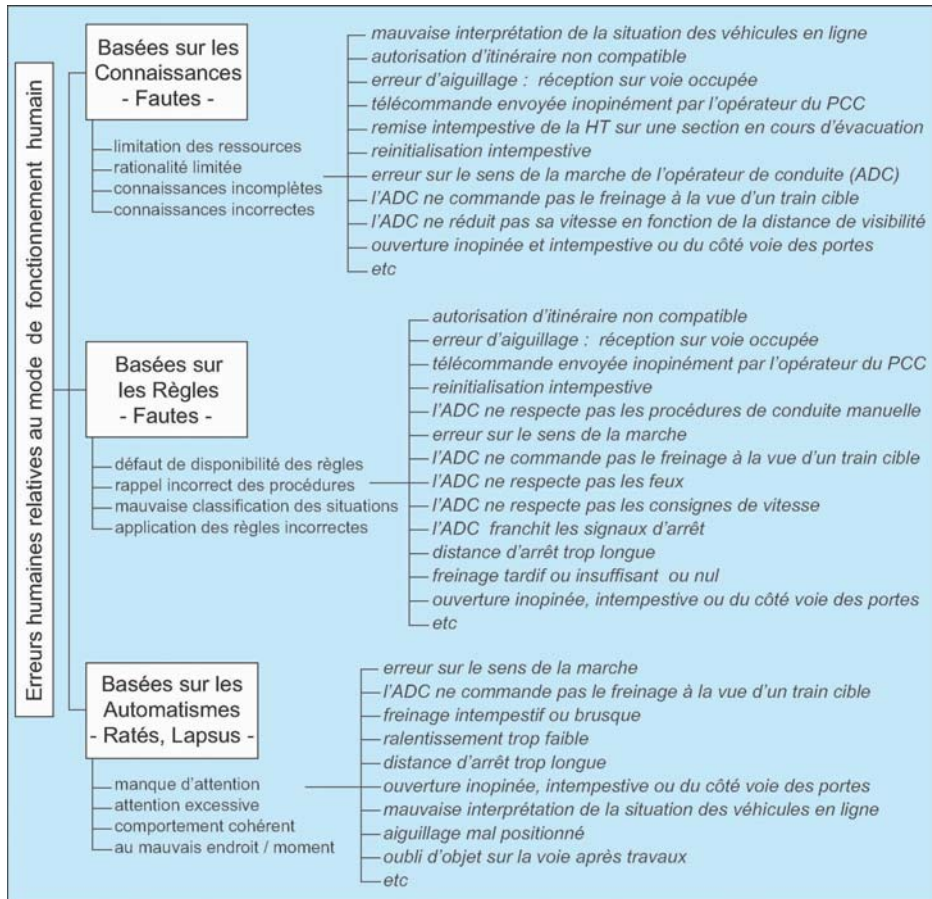 Erreurs humaines relatives au mode de fonctionnement humain
Basées sur les
Connaissances
- Fautes -
limitation des ressources
rationalité limitée
connaissances incomplètes
connaissances incorrectes
mauvaise interprétation de la situation des véhicules en ligne
autorisation d'itinéraire non compatible
erreur d'aiguillage : réception sur voie occupée
télécommande envoyée inopinément par l'opérateur du PCC
remise intempestive de la HT sur une section en cours d'évacuation
reinitialisation intempestive
erreur sur le sens de la marche de l'opérateur de conduite (ADC)
l'ADC ne commande pas le freinage à la vue d'un train cible
l'ADC ne réduit pas sa vitesse en fonction de la distance de visibilité
ouverture inopinée et intempestive ou du côté voie des portes
etc
Basées sur
les Règles
- Fautes -
défaut de disponibilité des règles
rappel incorrect des procédures
mauvaise classification des situations
application des règles incorrectes
autorisation d'itinéraire non compatible
erreur d'aiguillage : réception sur voie occupée
télécommande envoyée inopinément par l'opérateur du PCC
reinitialisation intempestive
l'ADC ne respecte pas les procédures de conduite manuelle
erreur sur le sens de la marche
l'ADC ne commande pas le freinage à la vue d'un train cible
l'ADC ne respecte pas les feux
l'ADC ne respecte pas les consignes de vitesse
l'ADC franchit les signaux d'arrêt
distance d'arrêt trop longue
freinage tardif ou insuffisant ou nul
ouverture inopinée, intempestive ou du côté voie des portes
etc
Basées sur les
Automatismes
- Ratés, Lapsus -
manque d'attention
attention excessive
comportement cohérent
au mauvais endroit / moment
erreur sur le sens de la marche
l'ADC ne commande pas le freinage à la vue d'un train cible
freinage intempestif ou brusque
ralentissement trop faible
distance d'arrêt trop longue
ouverture inopinée, intempestive ou du côté voie des portes
mauvaise interprétation de la situation des véhicules en ligne
aiguillage mal positionné
oubli d'objet sur la voie après travaux
etc